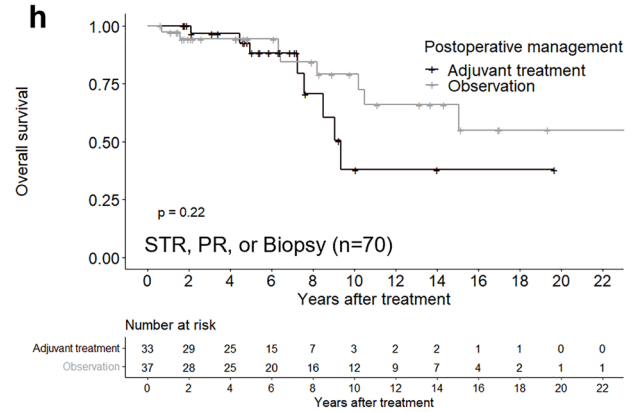 h
Postoperative management
Adjuvant treatment
Observation
Overall survival
1.00
0.75
0.50
0.25
0.00
p = 0.22
STR, PR, or Biopsy (n=70)
0 2 4 6 8 10 12 14 16 18 20 22
Years after treatment
Number at risk
Adjuvant treatment 33 29 25 15 7 3 2 2 1 1 0 0
Observation 37 28 25 20 16 12 9 7 4 2 1 1
0 2 4 6 8 10 12 14 16 18 20 22
Years after treatment